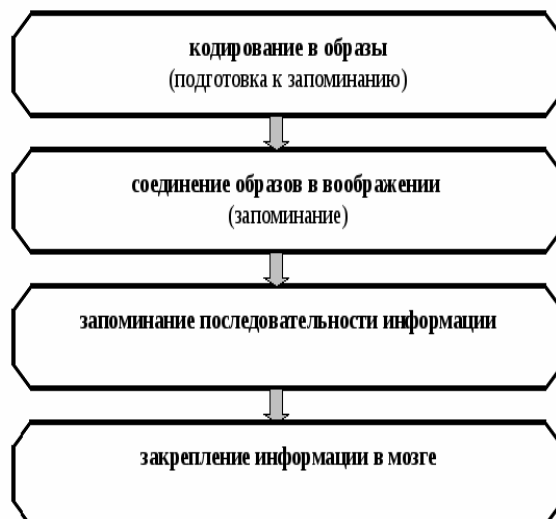 кодирование в образы
(подготовка к запоминанию)
соединение образов в воображении
(запоминание)
запоминание последовательности информации
закрепление информации в мозге